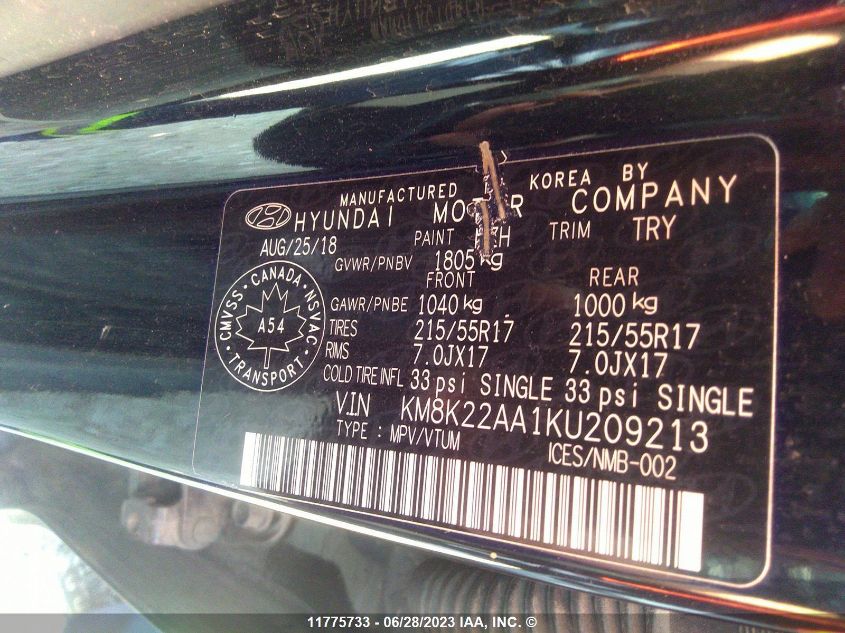 MANUFACTURED KOREA BY
HYUNDAI COMPANY
AUG/25/18 PAINT TRIM TRY
GVWR/PNBV 1805 kg
FRONT REAR
GAWR/PNBE 1040 kg 1000 kg
TIRES 215/55R17 215/55R17
RIMS 7.0JX17 7.0JX17
COLD TIRE INFL 33 psi SINGLE 33 psi SINGLE
VIN KM8K22AA1KU209213
TYPE : MPV/VTUM ICES/NMB-002
CMVSS · CANADA · NSVAC · TRANSPORT ·
A54
11775733 - 06/28/2023 IAA, INC. ©